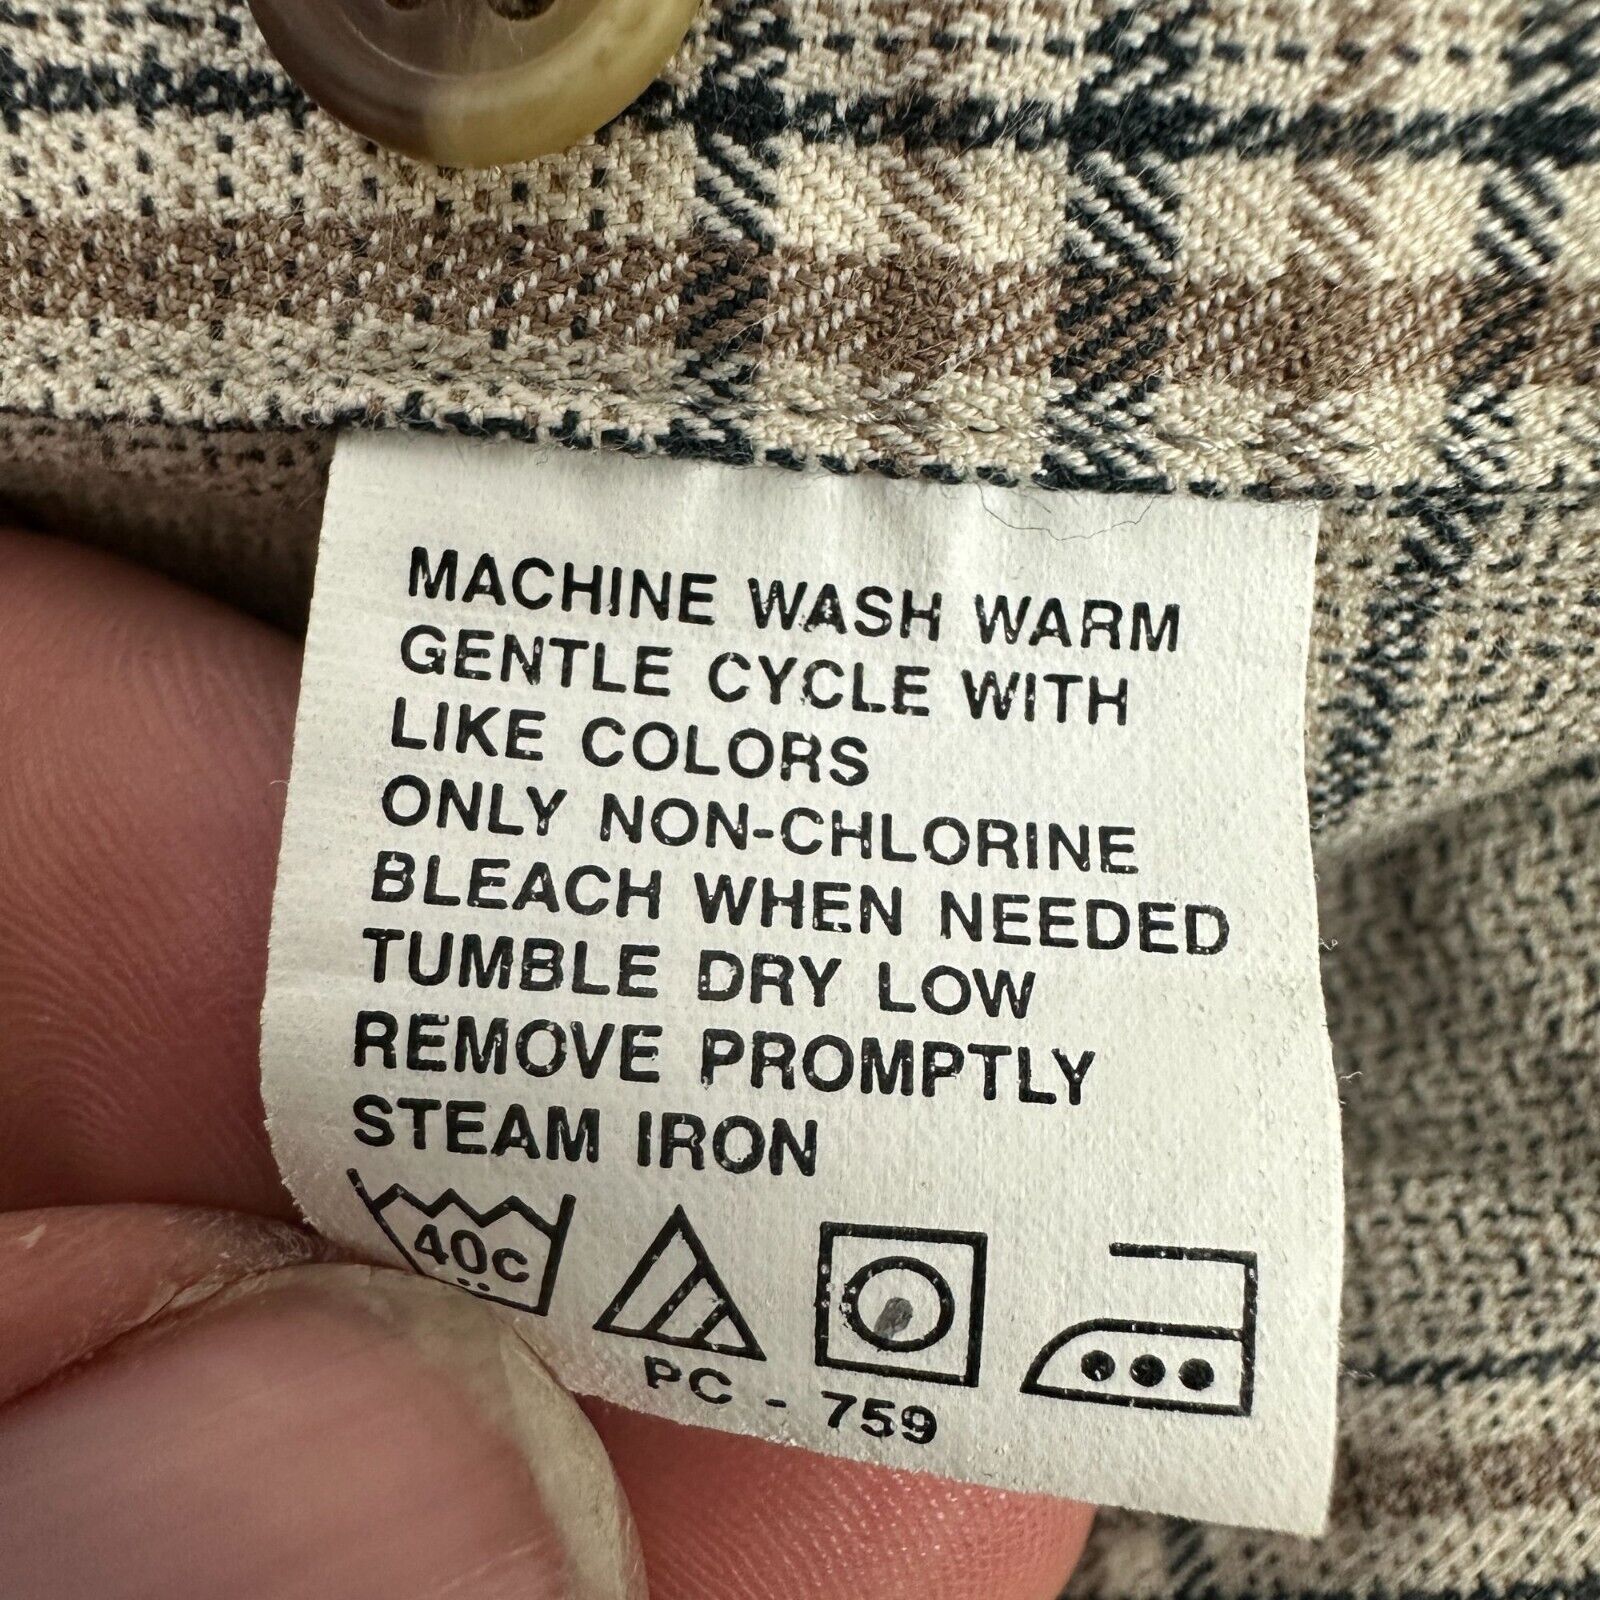 MACHINE WASH WARM
GENTLE CYCLE WITH
LIKE COLORS
ONLY NON-CHLORINE
BLEACH WHEN NEEDED
TUMBLE DRY LOW
REMOVE PROMPTLY
STEAM IRON
40c
PC - 759